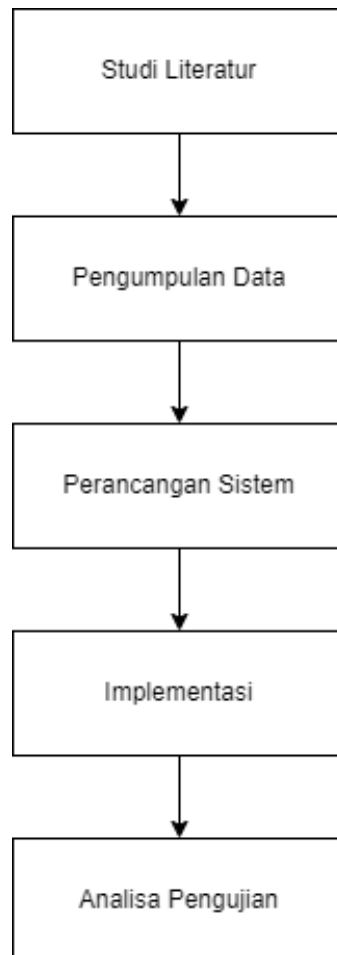 Studi Literatur
Pengumpulan Data
Perancangan Sistem
Implementasi
Analisa Pengujian